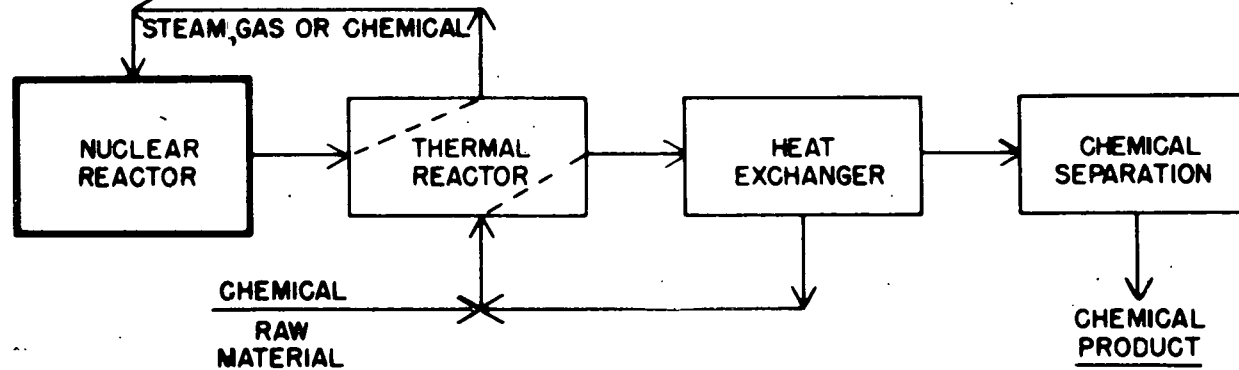 STEAM, GAS OR CHEMICAL
NUCLEAR
REACTOR
THERMAL
REACTOR
HEAT
EXCHANGER
CHEMICAL
SEPARATION
CHEMICAL
RAW
MATERIAL
CHEMICAL
PRODUCT